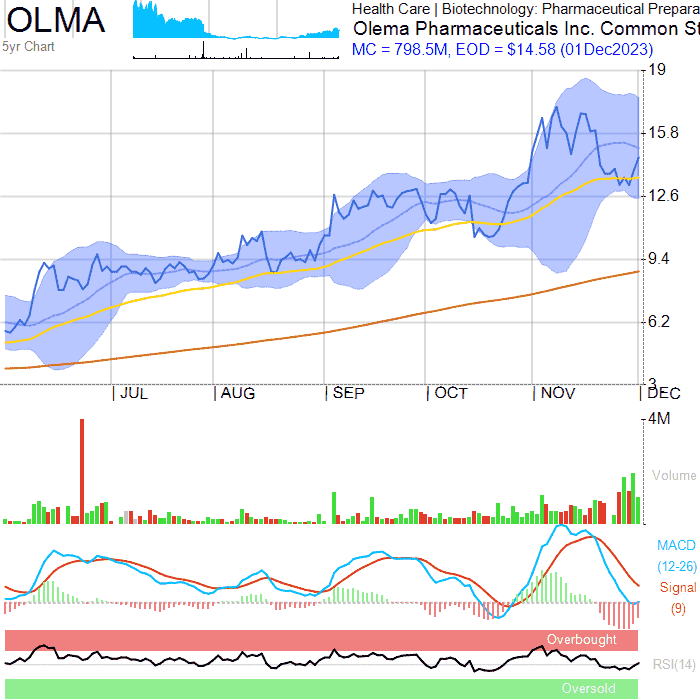 OLMA
5yr Chart
Health Care | Biotechnology: Pharmaceutical Prepara
Olema Pharmaceuticals Inc. Common St
MC = 798.5M, EOD = $14.58 (01Dec2023)
19
15.8
12.6
9.4
6.2
3
JUL
AUG
SEP
OCT
NOV
DEC
4M
Volume
MACD
(12-26)
Signal
(9)
Overbought
RSI(14)
Oversold